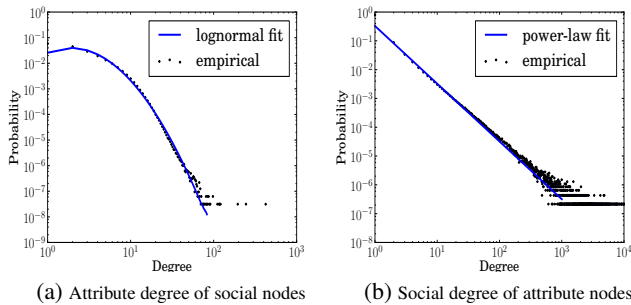 10^0
10^-1
10^-2
10^-3
10^-4
10^-5
10^-6
10^-7
10^-8
10^-9
Probability
lognormal fit
empirical
10^0 10^1 10^2 10^3
Degree
(a) Attribute degree of social nodes
10^0
10^-1
10^-2
10^-3
10^-4
10^-5
10^-6
10^-7
10^-8
Probability
power-law fit
empirical
10^0 10^1 10^2 10^3 10^4
Degree
(b) Social degree of attribute nodes